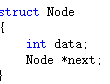 struct Node
{
int data;
Node *next;